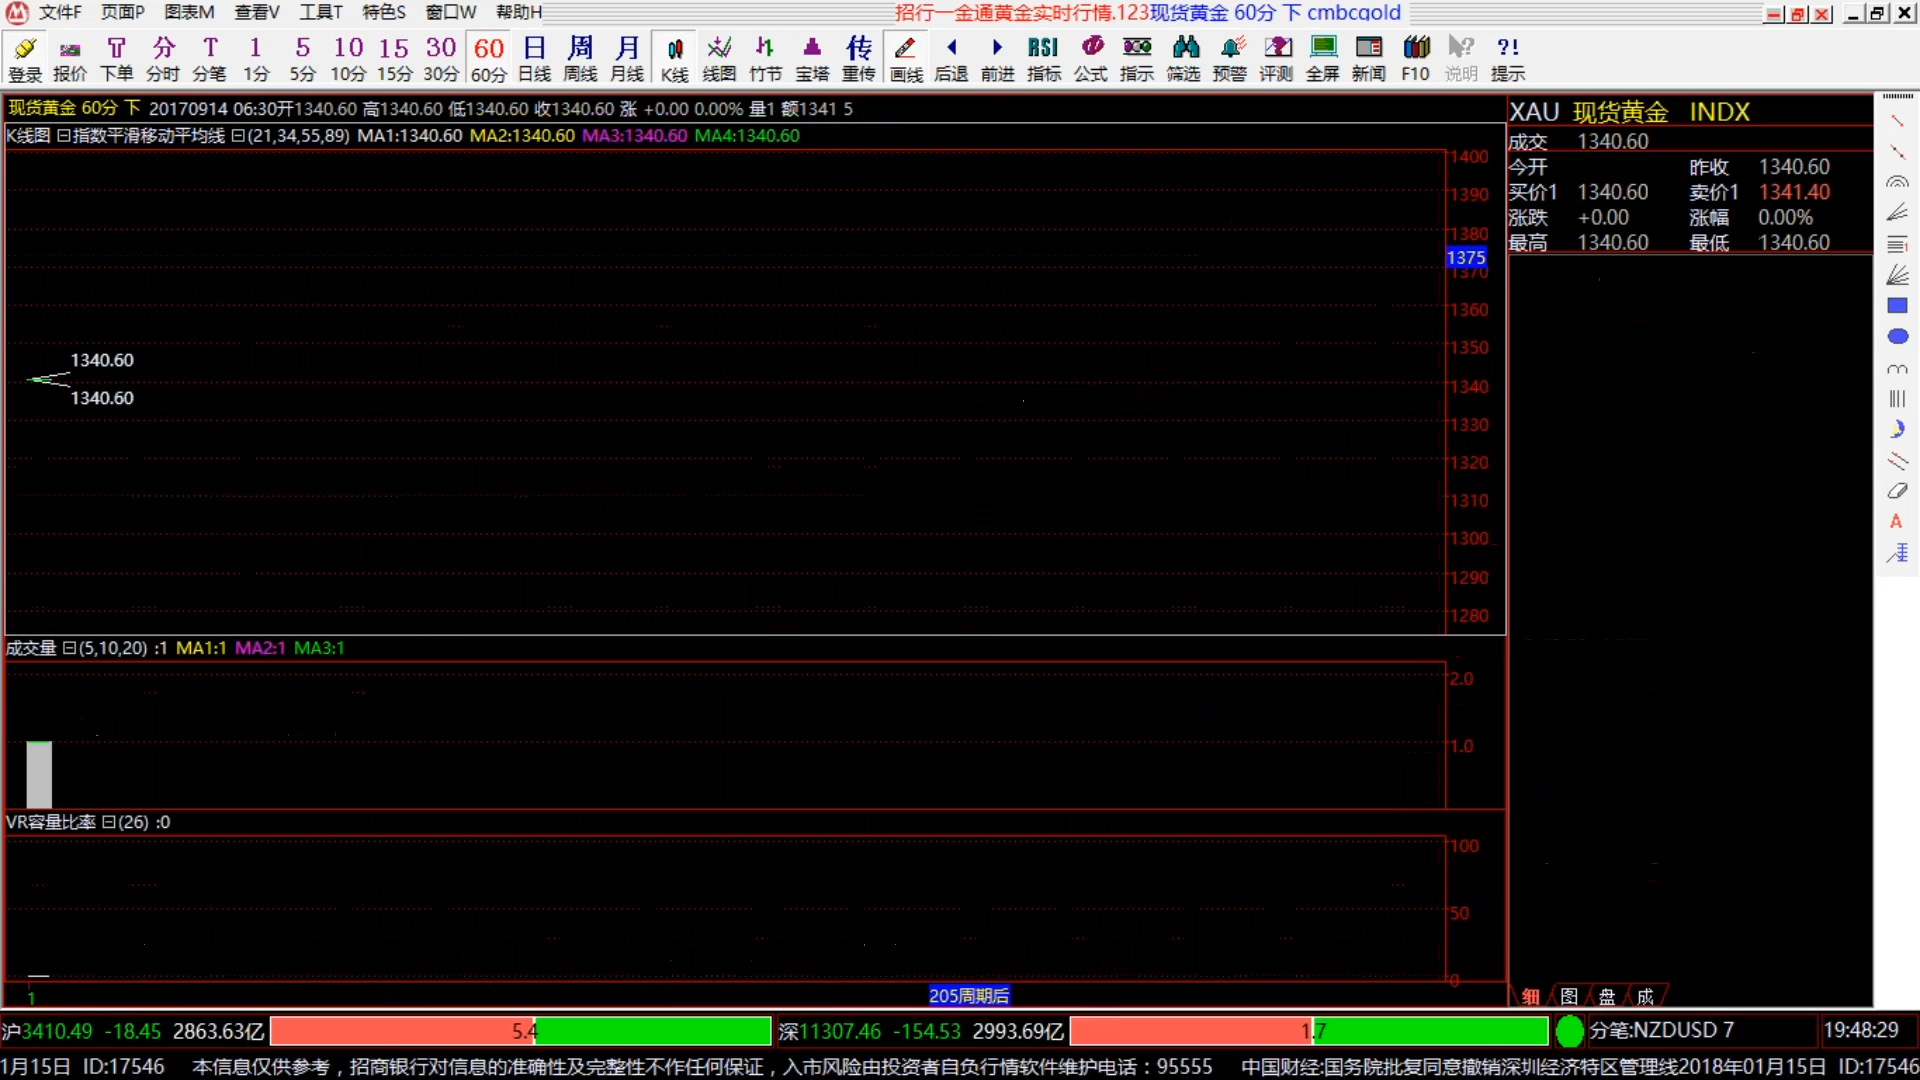 文件F 页面P 图表M 查看V 工具T 特色S 窗口W 帮助H 招行一金通黄金实时行情.123现货黄金 60分 下 cmbcgold
T 分 T 1 5 10 15 30 60 日 周 月 传 RSI ?!
登录 报价 下单 分时 分笔 1分 5分 10分 15分 30分 60分 日线 周线 月线 K线 线图 竹节 宝塔 重传 画线 后退 前进 指标 公式 指示 筛选 预警 评测 全屏 新闻 F10 说明 提示
现货黄金 60分 下 20170914 06:30开1340.60 高1340.60 低1340.60 收1340.60 涨 +0.00 0.00% 量1 额1341 5
K线图 日指数平滑移动平均线 日(21,34,55,89) MA1:1340.60 MA2:1340.60 MA3:1340.60 MA4:1340.60
1400
1390
1380
1375
1370
1360
1350
1340
1330
1320
1310
1300
1290
1280
1340.60
1340.60
成交量 日(5,10,20) :1 MA1:1 MA2:1 MA3:1
2.0
1.0
VR容量比率 日(26) :0
100
50
0
1
205周期后
XAU 现货黄金 INDX
成交 1340.60
今开 昨收 1340.60
买价1 1340.60 卖价1 1341.40
涨跌 +0.00 涨幅 0.00%
最高 1340.60 最低 1340.60
A
细 图 盘 成
沪3410.49 -18.45 2863.63亿 5.4 深11307.46 -154.53 2993.69亿 1.7 分笔:NZDUSD 7 19:48:29
1月15日 ID:17546 本信息仅供参考，招商银行对信息的准确性及完整性不作任何保证，入市风险由投资者自负行情软件维护电话：95555 中国财经:国务院批复同意撤销深圳经济特区管理线2018年01月15日 ID:17546